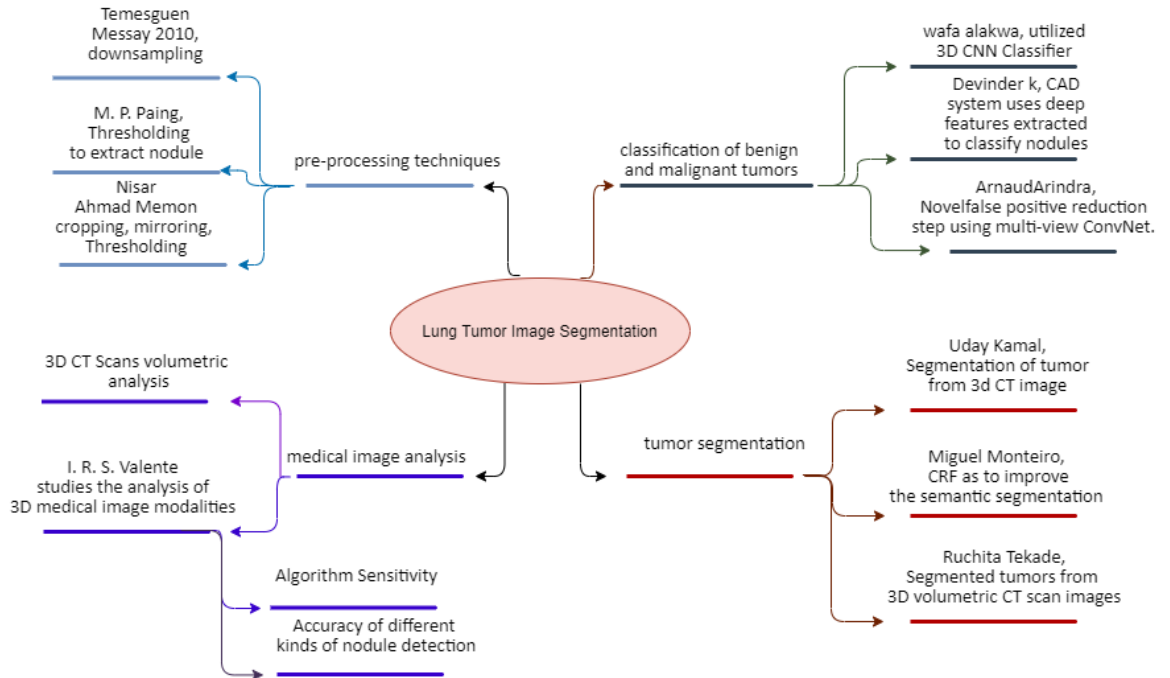 Temesguen
Messay 2010,
downsampling
M. P. Paing,
Thresholding
to extract nodule
Nisar
Ahmad Memon
cropping, mirroring,
Thresholding
pre-processing techniques
wafa alakwa, utilized
3D CNN Classifier
Devinder k, CAD
system uses deep
features extracted
to classify nodules
ArnaudArindra,
Novelfalse positive reduction
step using multi-view ConvNet.
classification of benign
and malignant tumors
Lung Tumor Image Segmentation
3D CT Scans volumetric
analysis
I. R. S. Valente
studies the analysis of
3D medical image modalities
medical image analysis
Algorithm Sensitivity
Accuracy of different
kinds of nodule detection
tumor segmentation
Uday Kamal,
Segmentation of tumor
from 3d CT image
Miguel Monteiro,
CRF as to improve
the semantic segmentation
Ruchita Tekade,
Segmented tumors from
3D volumetric CT scan images